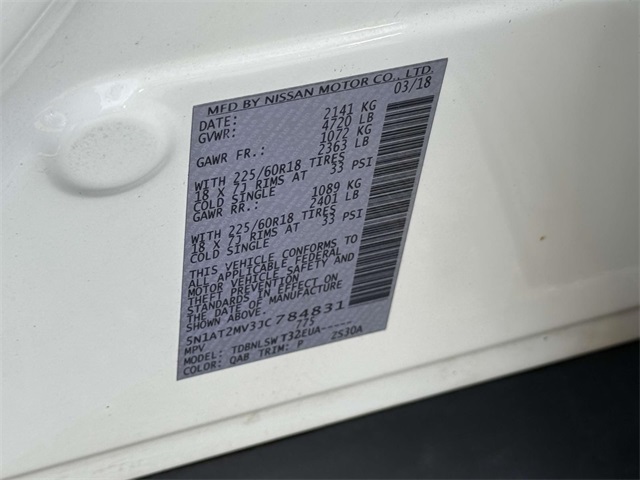 MFD BY NISSAN MOTOR CO., LTD.
DATE: 03/18
GVWR: 2141 KG
4720 LB
GAWR FR.: 1072 KG
2363 LB
WITH 225/60R18 TIRES
18 X 7J RIMS AT 33 PSI
COLD SINGLE
GAWR RR.: 1089 KG
2401 LB
WITH 225/60R18 TIRES
18 X 7J RIMS AT 33 PSI
COLD SINGLE
THIS VEHICLE CONFORMS TO
ALL APPLICABLE FEDERAL
MOTOR VEHICLE SAFETY AND
THEFT PREVENTION
STANDARDS IN EFFECT ON
THE DATE OF MANUFACTURE
5N1AT2MV3JC784831
MPV 775
MODEL: TDBNLSWT32EUA-----
COLOR: QAB TRIM: P 2S30A